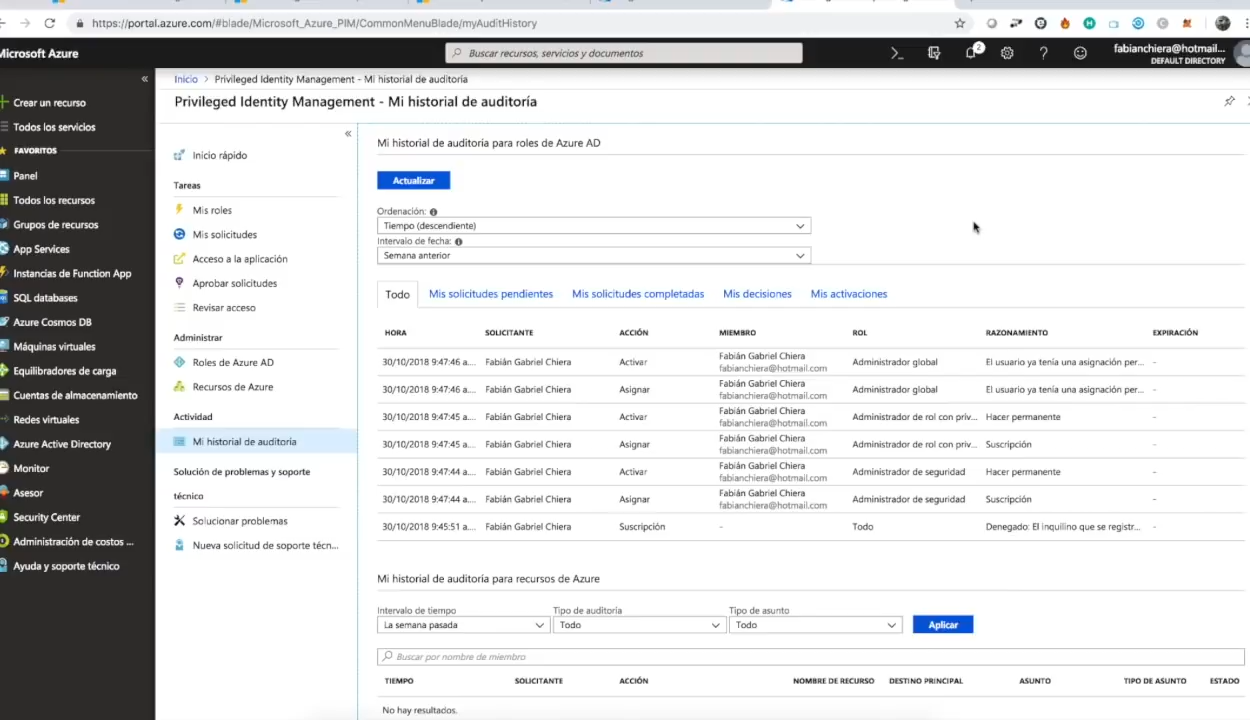 https://portal.azure.com/#blade/Microsoft_Azure_PIM/CommonMenuBlade/myAuditHistory
Microsoft Azure
Buscar recursos, servicios y documentos
2
fabianchiera@hotmail...
DEFAULT DIRECTORY
Inicio > Privileged Identity Management - Mi historial de auditoría
Privileged Identity Management - Mi historial de auditoría
Crear un recurso
Todos los servicios
FAVORITOS
Panel
Todos los recursos
Grupos de recursos
App Services
Instancias de Function App
SQL databases
Azure Cosmos DB
Máquinas virtuales
Equilibradores de carga
Cuentas de almacenamiento
Redes virtuales
Azure Active Directory
Monitor
Asesor
Security Center
Administración de costos ...
Ayuda y soporte técnico
Inicio rápido
Tareas
Mis roles
Mis solicitudes
Acceso a la aplicación
Aprobar solicitudes
Revisar acceso
Administrar
Roles de Azure AD
Recursos de Azure
Actividad
Mi historial de auditoría
Solución de problemas y soporte
técnico
Solucionar problemas
Nueva solicitud de soporte técn...
Mi historial de auditoría para roles de Azure AD
Actualizar
Ordenación:
Tiempo (descendiente)
Intervalo de fecha:
Semana anterior
Todo Mis solicitudes pendientes Mis solicitudes completadas Mis decisiones Mis activaciones
HORA SOLICITANTE ACCIÓN MIEMBRO ROL RAZONAMIENTO EXPIRACIÓN
30/10/2018 9:47:46 a... Fabián Gabriel Chiera Activar Fabián Gabriel Chiera fabianchiera@hotmail.com Administrador global El usuario ya tenía una asignación per... -
30/10/2018 9:47:46 a... Fabián Gabriel Chiera Asignar Fabián Gabriel Chiera fabianchiera@hotmail.com Administrador global El usuario ya tenía una asignación per... -
30/10/2018 9:47:45 a... Fabián Gabriel Chiera Activar Fabián Gabriel Chiera fabianchiera@hotmail.com Administrador de rol con priv... Hacer permanente -
30/10/2018 9:47:45 a... Fabián Gabriel Chiera Asignar Fabián Gabriel Chiera fabianchiera@hotmail.com Administrador de rol con priv... Suscripción -
30/10/2018 9:47:44 a... Fabián Gabriel Chiera Activar Fabián Gabriel Chiera fabianchiera@hotmail.com Administrador de seguridad Hacer permanente -
30/10/2018 9:47:44 a... Fabián Gabriel Chiera Asignar Fabián Gabriel Chiera fabianchiera@hotmail.com Administrador de seguridad Suscripción -
30/10/2018 9:45:51 a... Fabián Gabriel Chiera Suscripción - Todo Denegado: El inquilino que se registr... -
Mi historial de auditoría para recursos de Azure
Intervalo de tiempo Tipo de auditoría Tipo de asunto
La semana pasada Todo Todo Aplicar
Buscar por nombre de miembro
TIEMPO SOLICITANTE ACCIÓN NOMBRE DE RECURSO DESTINO PRINCIPAL ASUNTO TIPO DE ASUNTO ESTADO
No hay resultados.